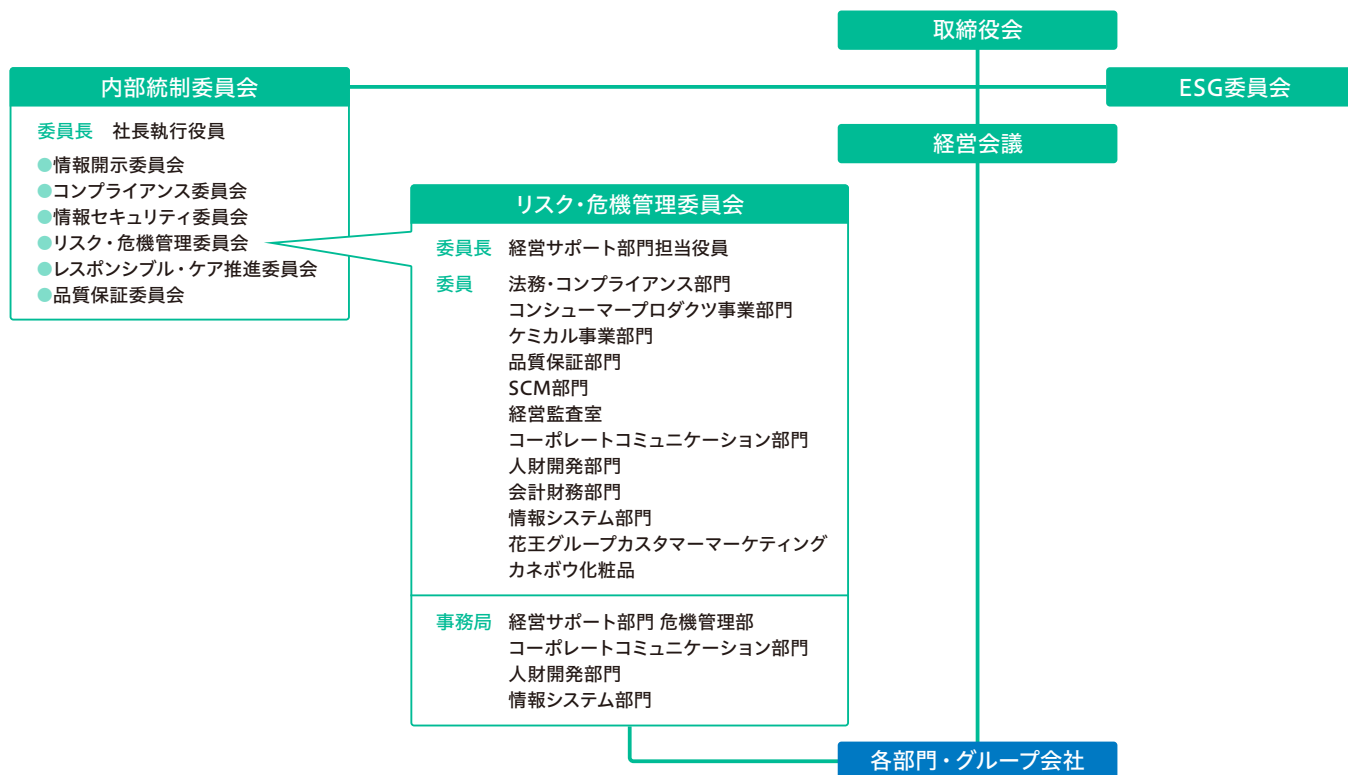 取締役会
内部統制委員会
ESG委員会
委員長 社長執行役員
●情報開示委員会
●コンプライアンス委員会
●情報セキュリティ委員会
●リスク・危機管理委員会
●レスポンシブル・ケア推進委員会
●品質保証委員会
経営会議
リスク・危機管理委員会
委員長 経営サポート部門担当役員
委員 法務・コンプライアンス部門
コンシューマープロダクツ事業部門
ケミカル事業部門
品質保証部門
SCM部門
経営監査室
コーポレートコミュニケーション部門
人財開発部門
会計財務部門
情報システム部門
花王グループカスタマーマーケティング
カネボウ化粧品
事務局 経営サポート部門 危機管理部
コーポレートコミュニケーション部門
人財開発部門
情報システム部門
各部門・グループ会社